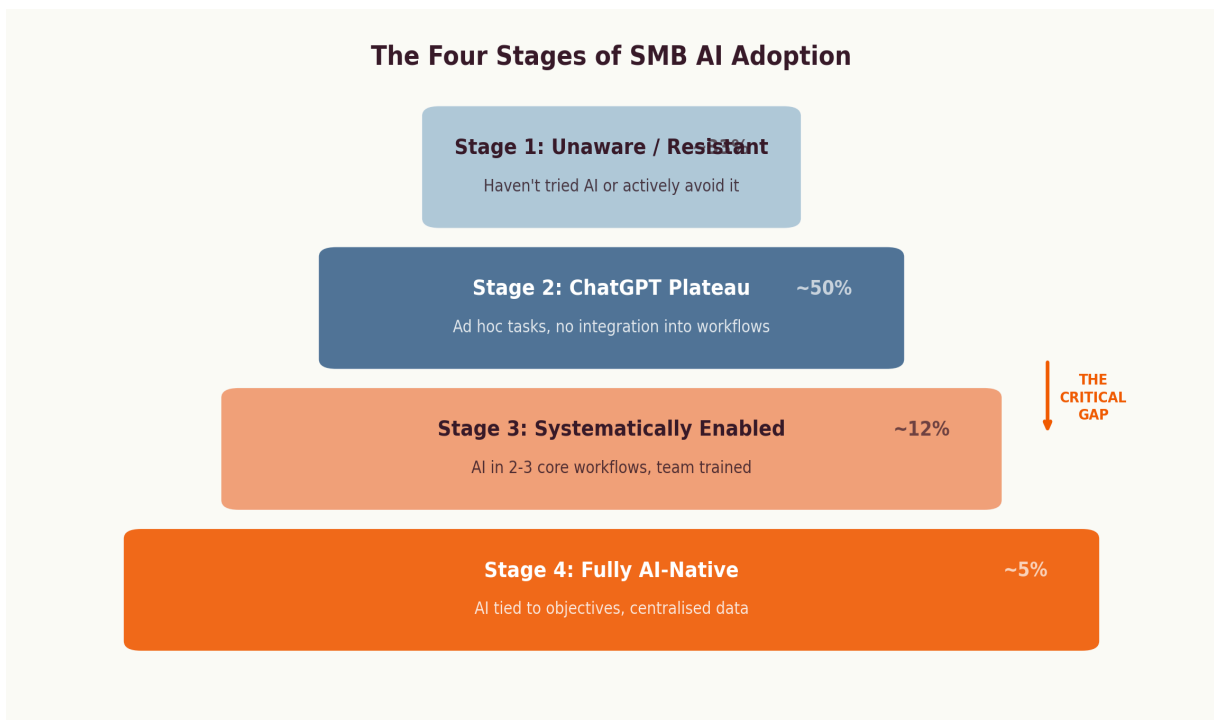 The Four Stages of SMB AI Adoption
Stage 1: Unaware / Resistant
Haven't tried AI or actively avoid it
Stage 2: ChatGPT Plateau ~50%
Ad hoc tasks, no integration into workflows
THE
CRITICAL
GAP
Stage 3: Systematically Enabled ~12%
AI in 2-3 core workflows, team trained
Stage 4: Fully AI-Native ~5%
AI tied to objectives, centralised data